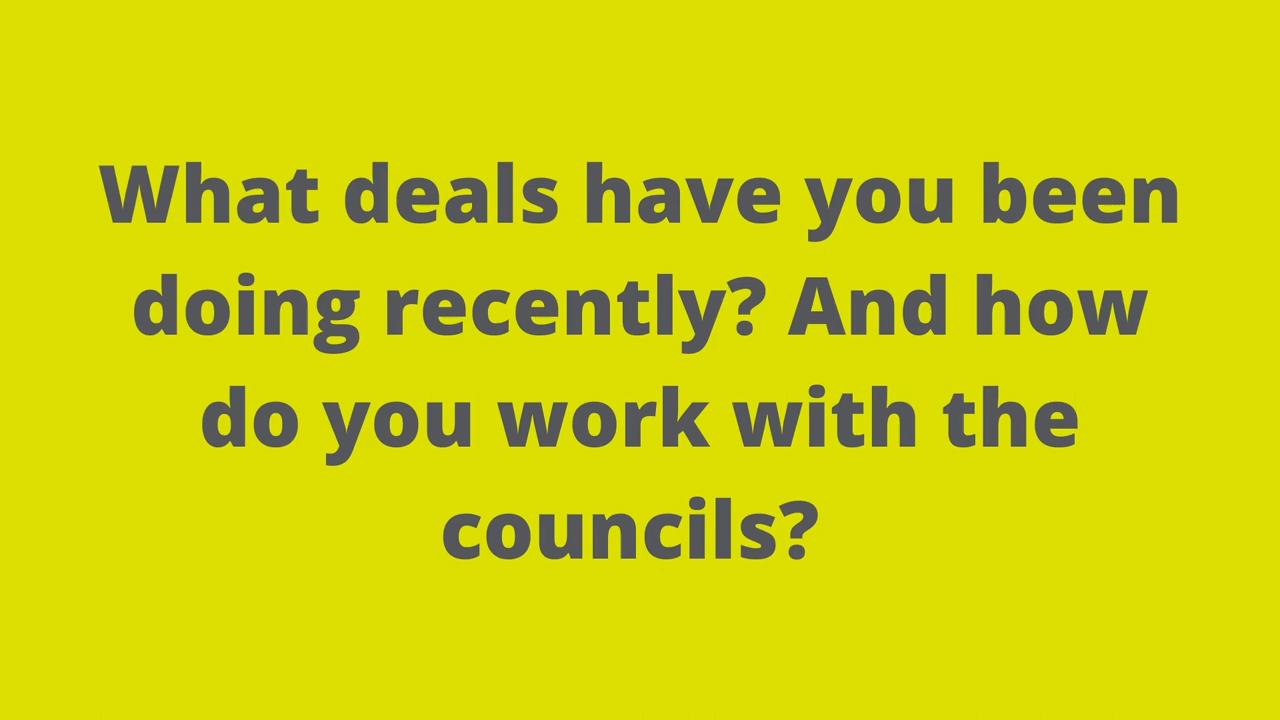 What deals have you been
doing recently? And how
do you work with the
councils?